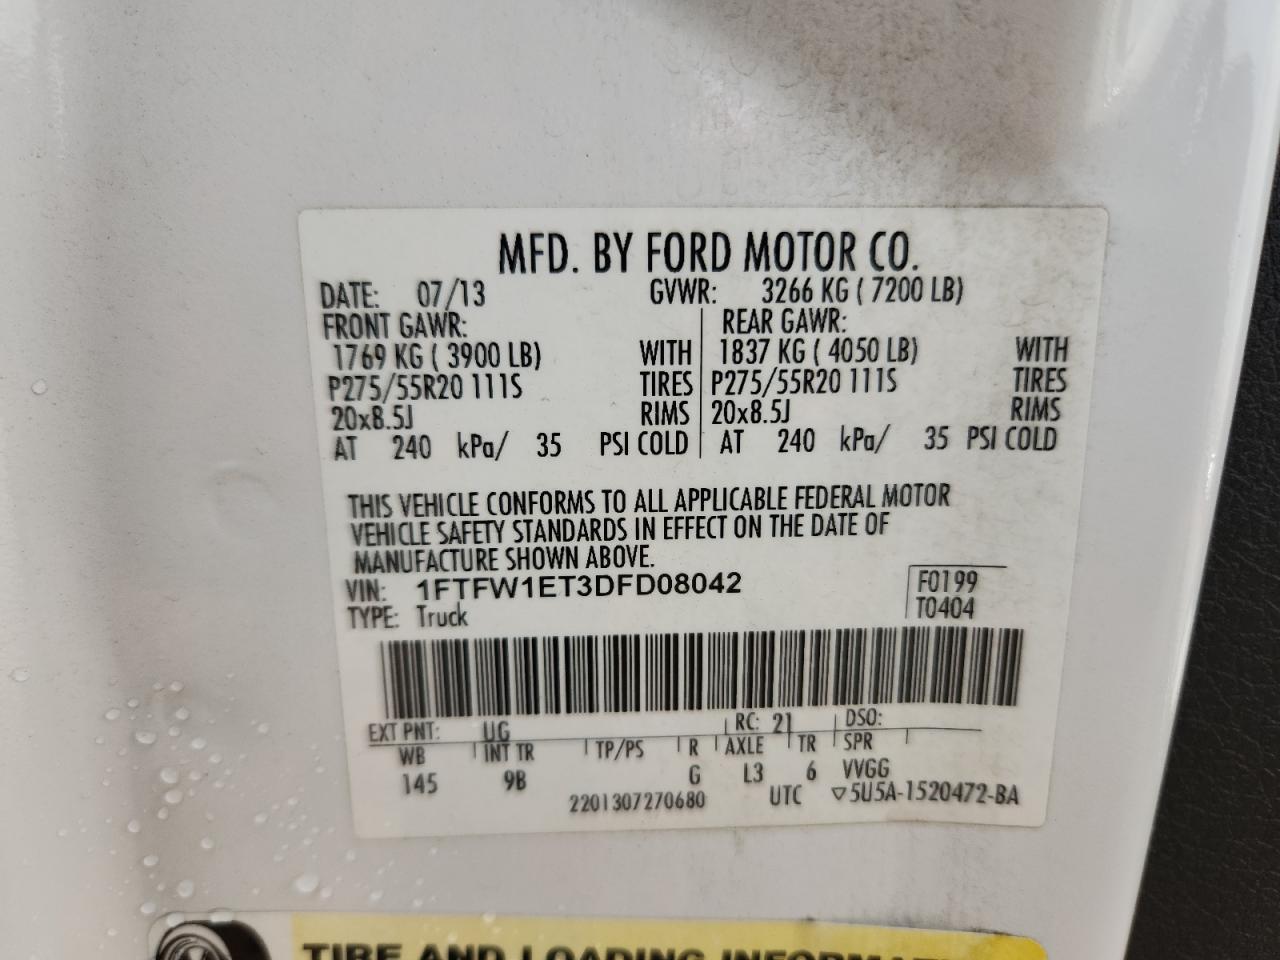 MFD. BY FORD MOTOR CO.
DATE: 07/13 GVWR: 3266 KG ( 7200 LB)
FRONT GAWR: REAR GAWR:
1769 KG ( 3900 LB) WITH 1837 KG ( 4050 LB) WITH
P275/55R20 111S TIRES P275/55R20 111S TIRES
20x8.5J RIMS 20x8.5J RIMS
AT 240 kPa/ 35 PSI COLD AT 240 kPa/ 35 PSI COLD
THIS VEHICLE CONFORMS TO ALL APPLICABLE FEDERAL MOTOR
VEHICLE SAFETY STANDARDS IN EFFECT ON THE DATE OF
MANUFACTURE SHOWN ABOVE.
VIN: 1FTFW1ET3DFD08042 F0199
TYPE: Truck T0404
EXT PNT: UG RC: 21 DSO:
WB INT TR TP/PS R AXLE TR SPR
145 9B G L3 6 VVGG
2201307270680 UTC ▽5U5A-1520472-BA
TIRE AND LOADING